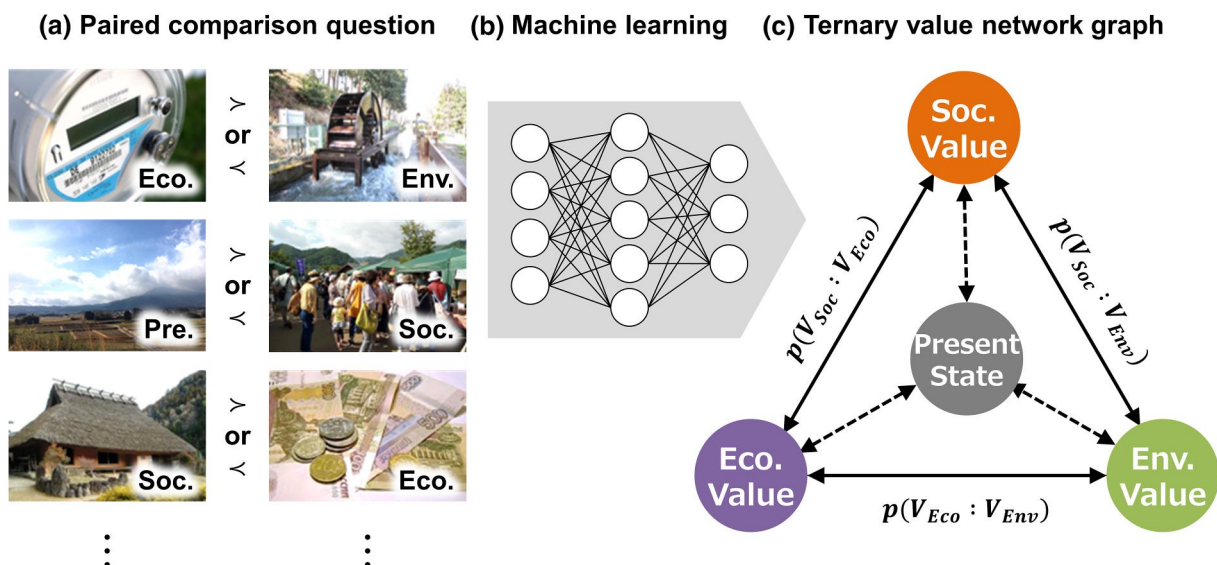 (a) Paired comparison question
(b) Machine learning
(c) Ternary value network graph
Eco.
≻
or
≺
Env.
Pre.
≻
or
≺
Soc.
Soc.
≻
or
≺
Eco.
⋮
⋮
Soc.
Value
p(V_Soc : V_Eco)
p(V_Soc : V_Env)
Present
State
Eco.
Value
Env.
Value
p(V_Eco : V_Env)